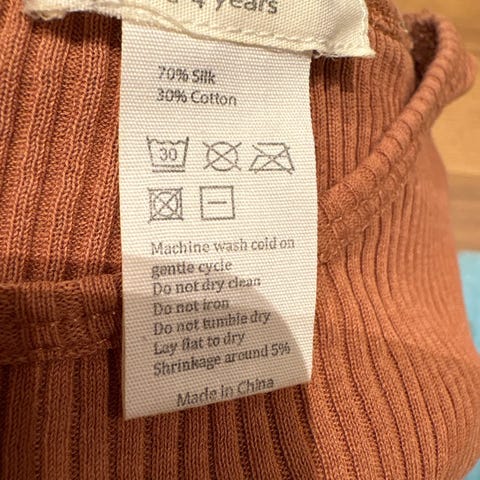 4 years
70% Silk
30% Cotton
30
Machine wash cold on
gentle cycle
Do not dry clean
Do not iron
Do not tumble dry
Lay flat to dry
Shrinkage around 5%
Made in China